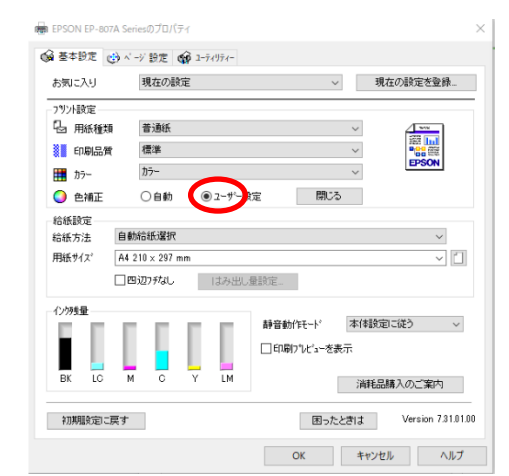 EPSON EP-807A Seriesのプロパティ
基本設定 ページ設定 ユーティリティー
お気に入り 現在の設定 現在の設定を登録...
プリント設定
用紙種類 普通紙
印刷品質 標準
EPSON
カラー カラー
色補正 自動 ユーザー設定 閉じる
給紙設定
給紙方法 自動給紙選択
用紙サイズ A4 210 x 297 mm
四辺フチなし はみ出し量設定...
インク残量
静音動作モード 本体設定に従う
印刷プレビューを表示
BK LC M C Y LM
消耗品購入のご案内
初期設定に戻す 困ったときは Version 7.31.01.00
OK キャンセル ヘルプ